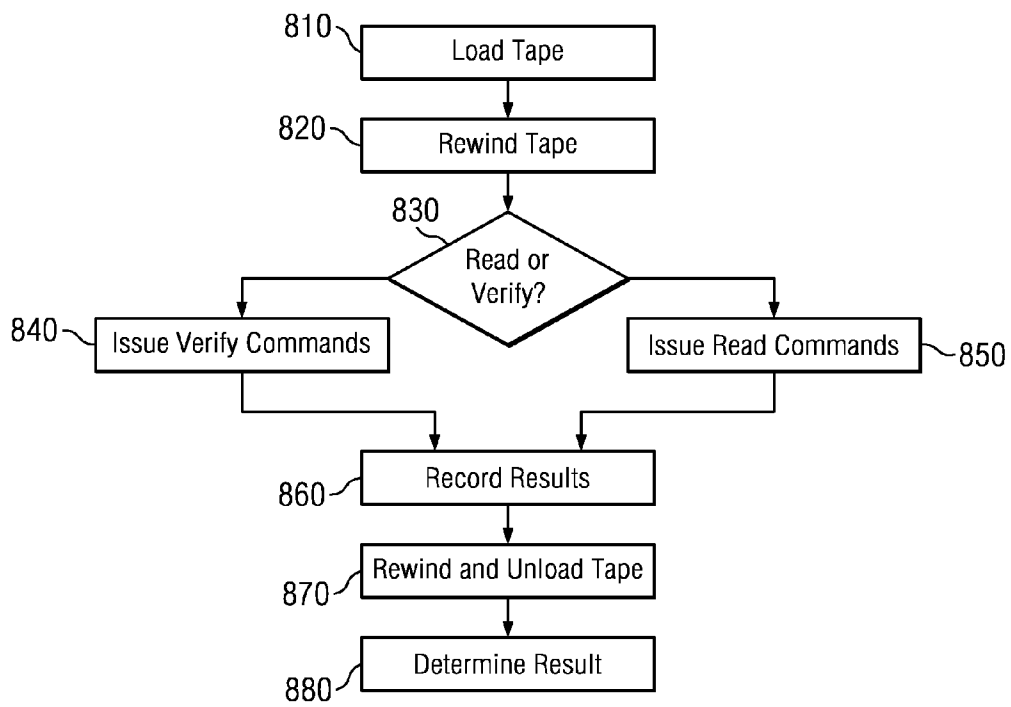 810
Load Tape
820
Rewind Tape
830
Read or
Verify?
840
Issue Verify Commands
Issue Read Commands
850
860
Record Results
870
Rewind and Unload Tape
880
Determine Result